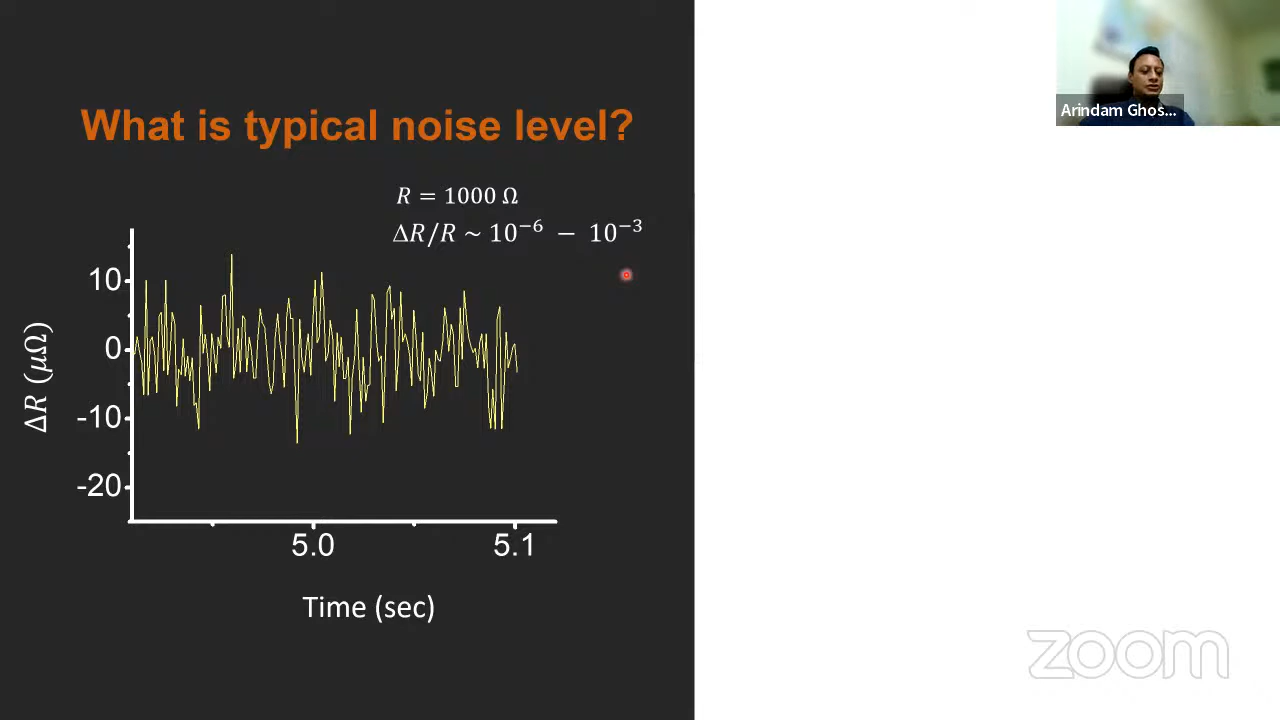 What is typical noise level?
R = 1000 Ω
ΔR/R ~ 10⁻⁶ − 10⁻³
ΔR (μΩ)
10
0
-10
-20
5.0
5.1
Time (sec)
Arindam Ghos...
zoom